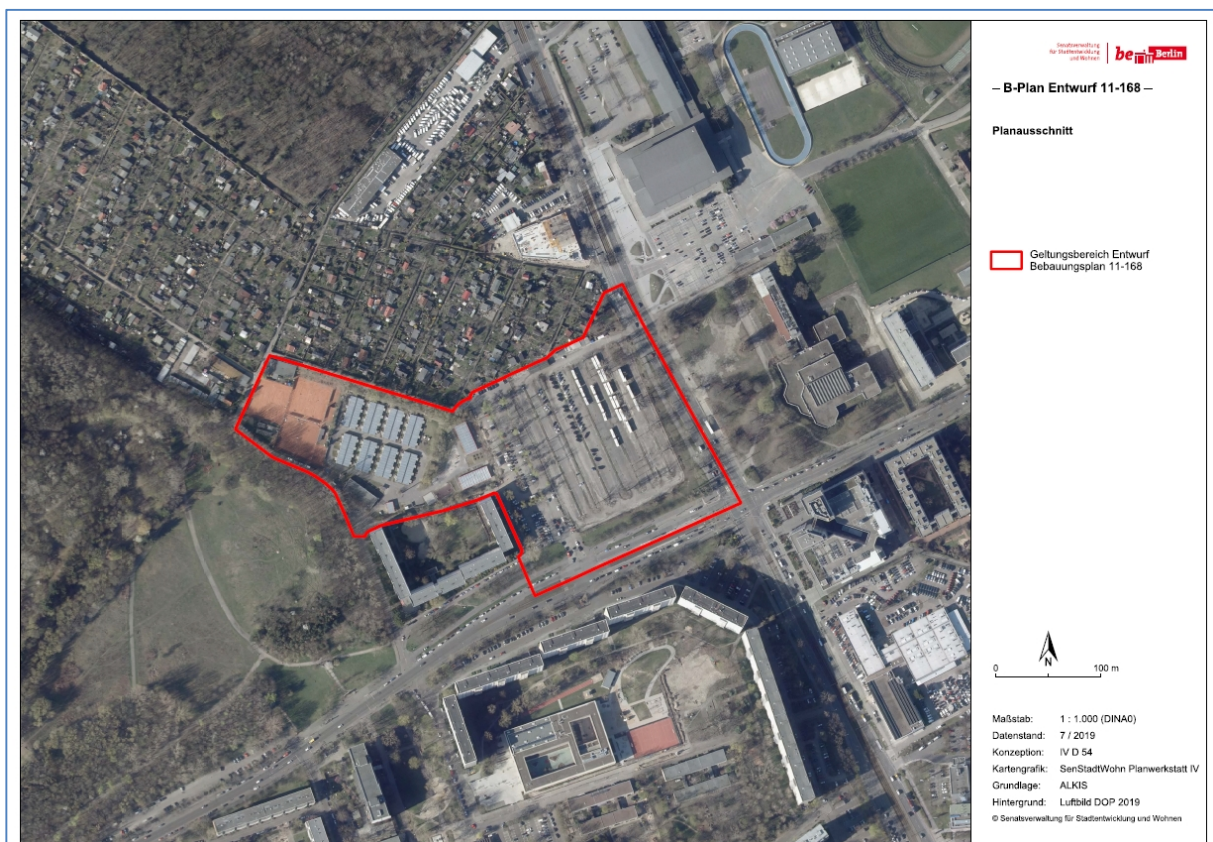 Senatsverwaltung
für Stadtentwicklung
und Wohnen
be Berlin
– B-Plan Entwurf 11-168 –
Planausschnitt
Geltungsbereich Entwurf
Bebauungsplan 11-168
N
0 100 m
Maßstab: 1 : 1.000 (DINA0)
Datenstand: 7 / 2019
Konzeption: IV D 54
Kartengrafik: SenStadtWohn Planwerkstatt IV
Grundlage: ALKIS
Hintergrund: Luftbild DOP 2019
© Senatsverwaltung für Stadtentwicklung und Wohnen